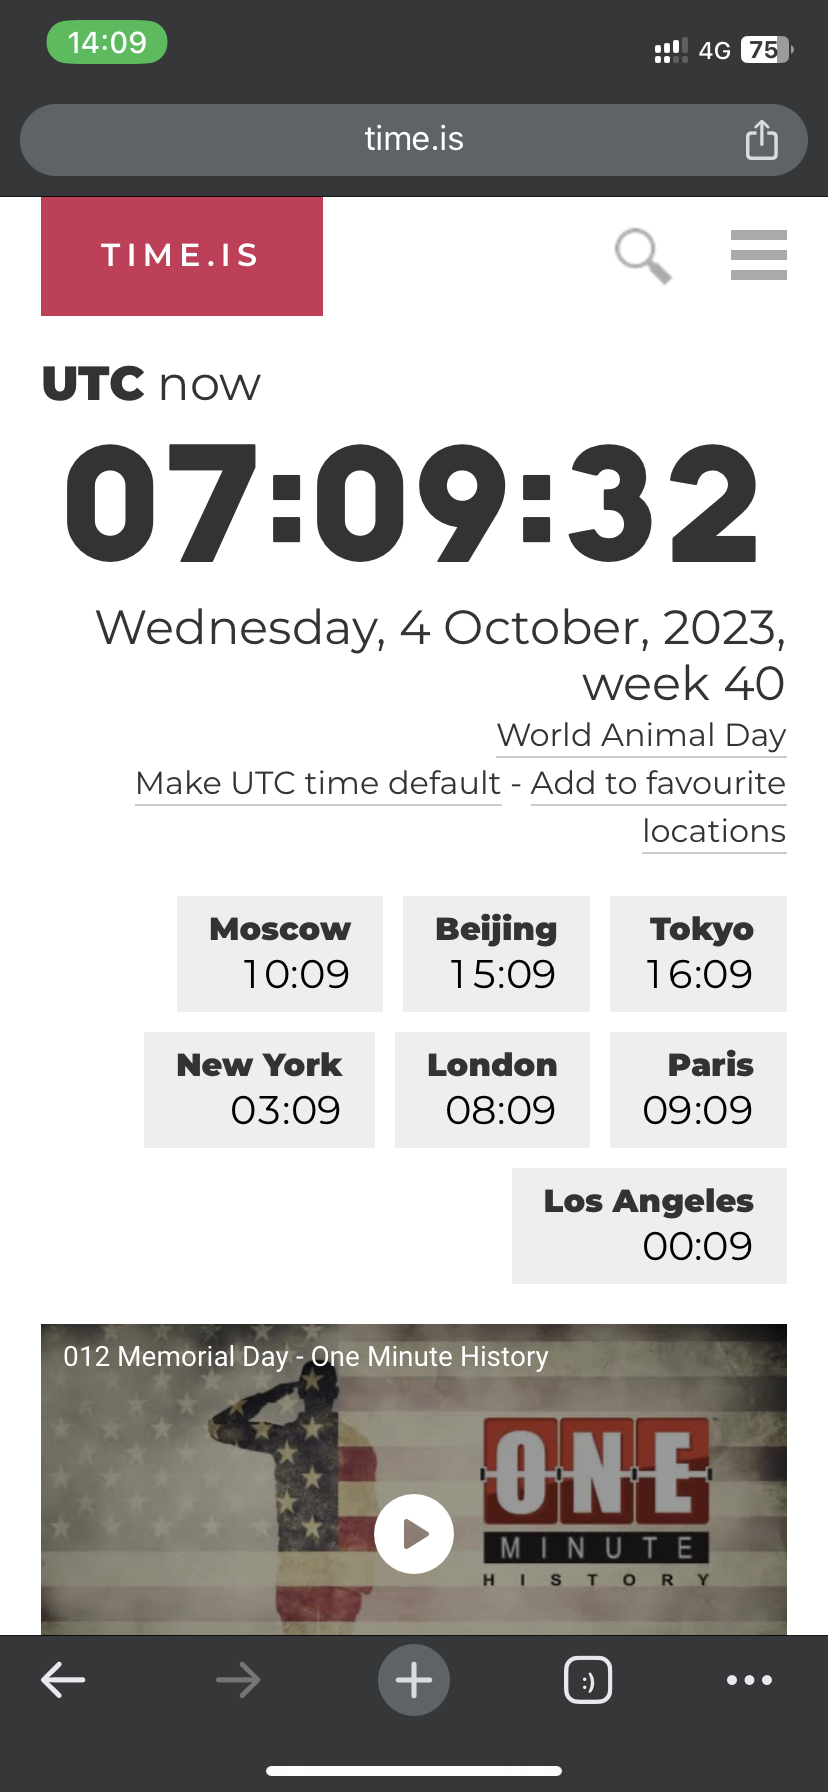 14:09
4G 75
time.is
TIME.IS
UTC now
07:09:32
Wednesday, 4 October, 2023,
week 40
World Animal Day
Make UTC time default - Add to favourite
locations
Moscow
10:09
Beijing
15:09
Tokyo
16:09
New York
03:09
London
08:09
Paris
09:09
Los Angeles
00:09
012 Memorial Day - One Minute History
ONE
MINUTE
HISTORY
:)